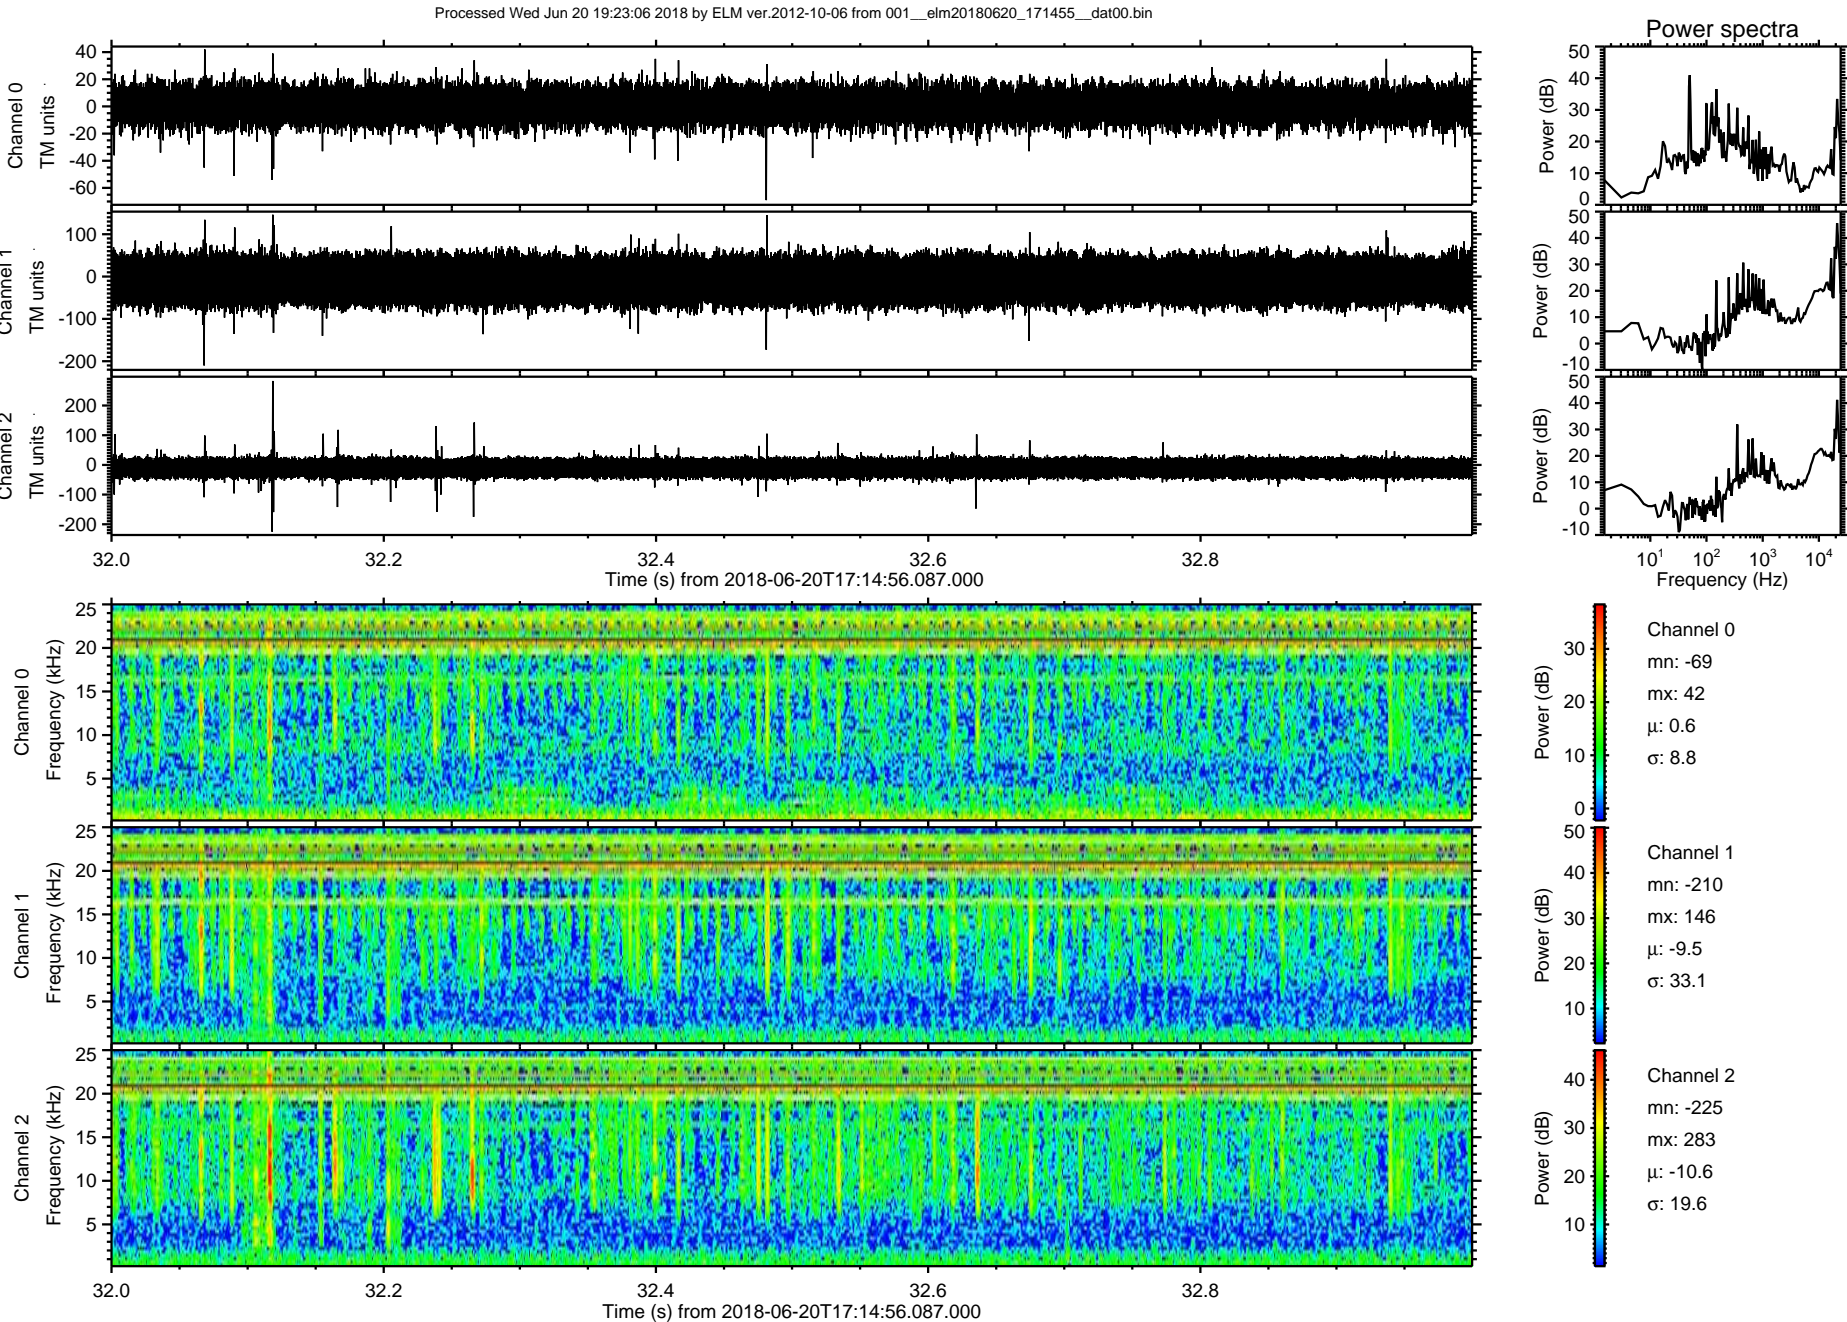 Processed Wed Jun 20 19:23:06 2018 by ELM ver.2012-10-06 from 001__elm20180620_171455__dat00.bin
Power spectra
Channel 0
TM units
40
20
0
-20
-40
-60
Power (dB)
50
40
30
20
10
0
Channel 1
TM units
100
0
-100
-200
Power (dB)
50
40
30
20
10
0
-10
Channel 2
TM units
200
100
0
-100
-200
Power (dB)
50
40
30
20
10
0
-10
32.0 32.2 32.4 32.6 32.8
Time (s) from 2018-06-20T17:14:56.087.000
10^1 10^2 10^3 10^4
Frequency (Hz)
Channel 0
Frequency (kHz)
25
20
15
10
5
Power (dB)
30
20
10
0
Channel 0
mn: -69
mx: 42
μ: 0.6
σ: 8.8
Channel 1
Frequency (kHz)
25
20
15
10
5
Power (dB)
50
40
30
20
10
Channel 1
mn: -210
mx: 146
μ: -9.5
σ: 33.1
Channel 2
Frequency (kHz)
25
20
15
10
5
Power (dB)
40
30
20
10
Channel 2
mn: -225
mx: 283
μ: -10.6
σ: 19.6
32.0 32.2 32.4 32.6 32.8
Time (s) from 2018-06-20T17:14:56.087.000